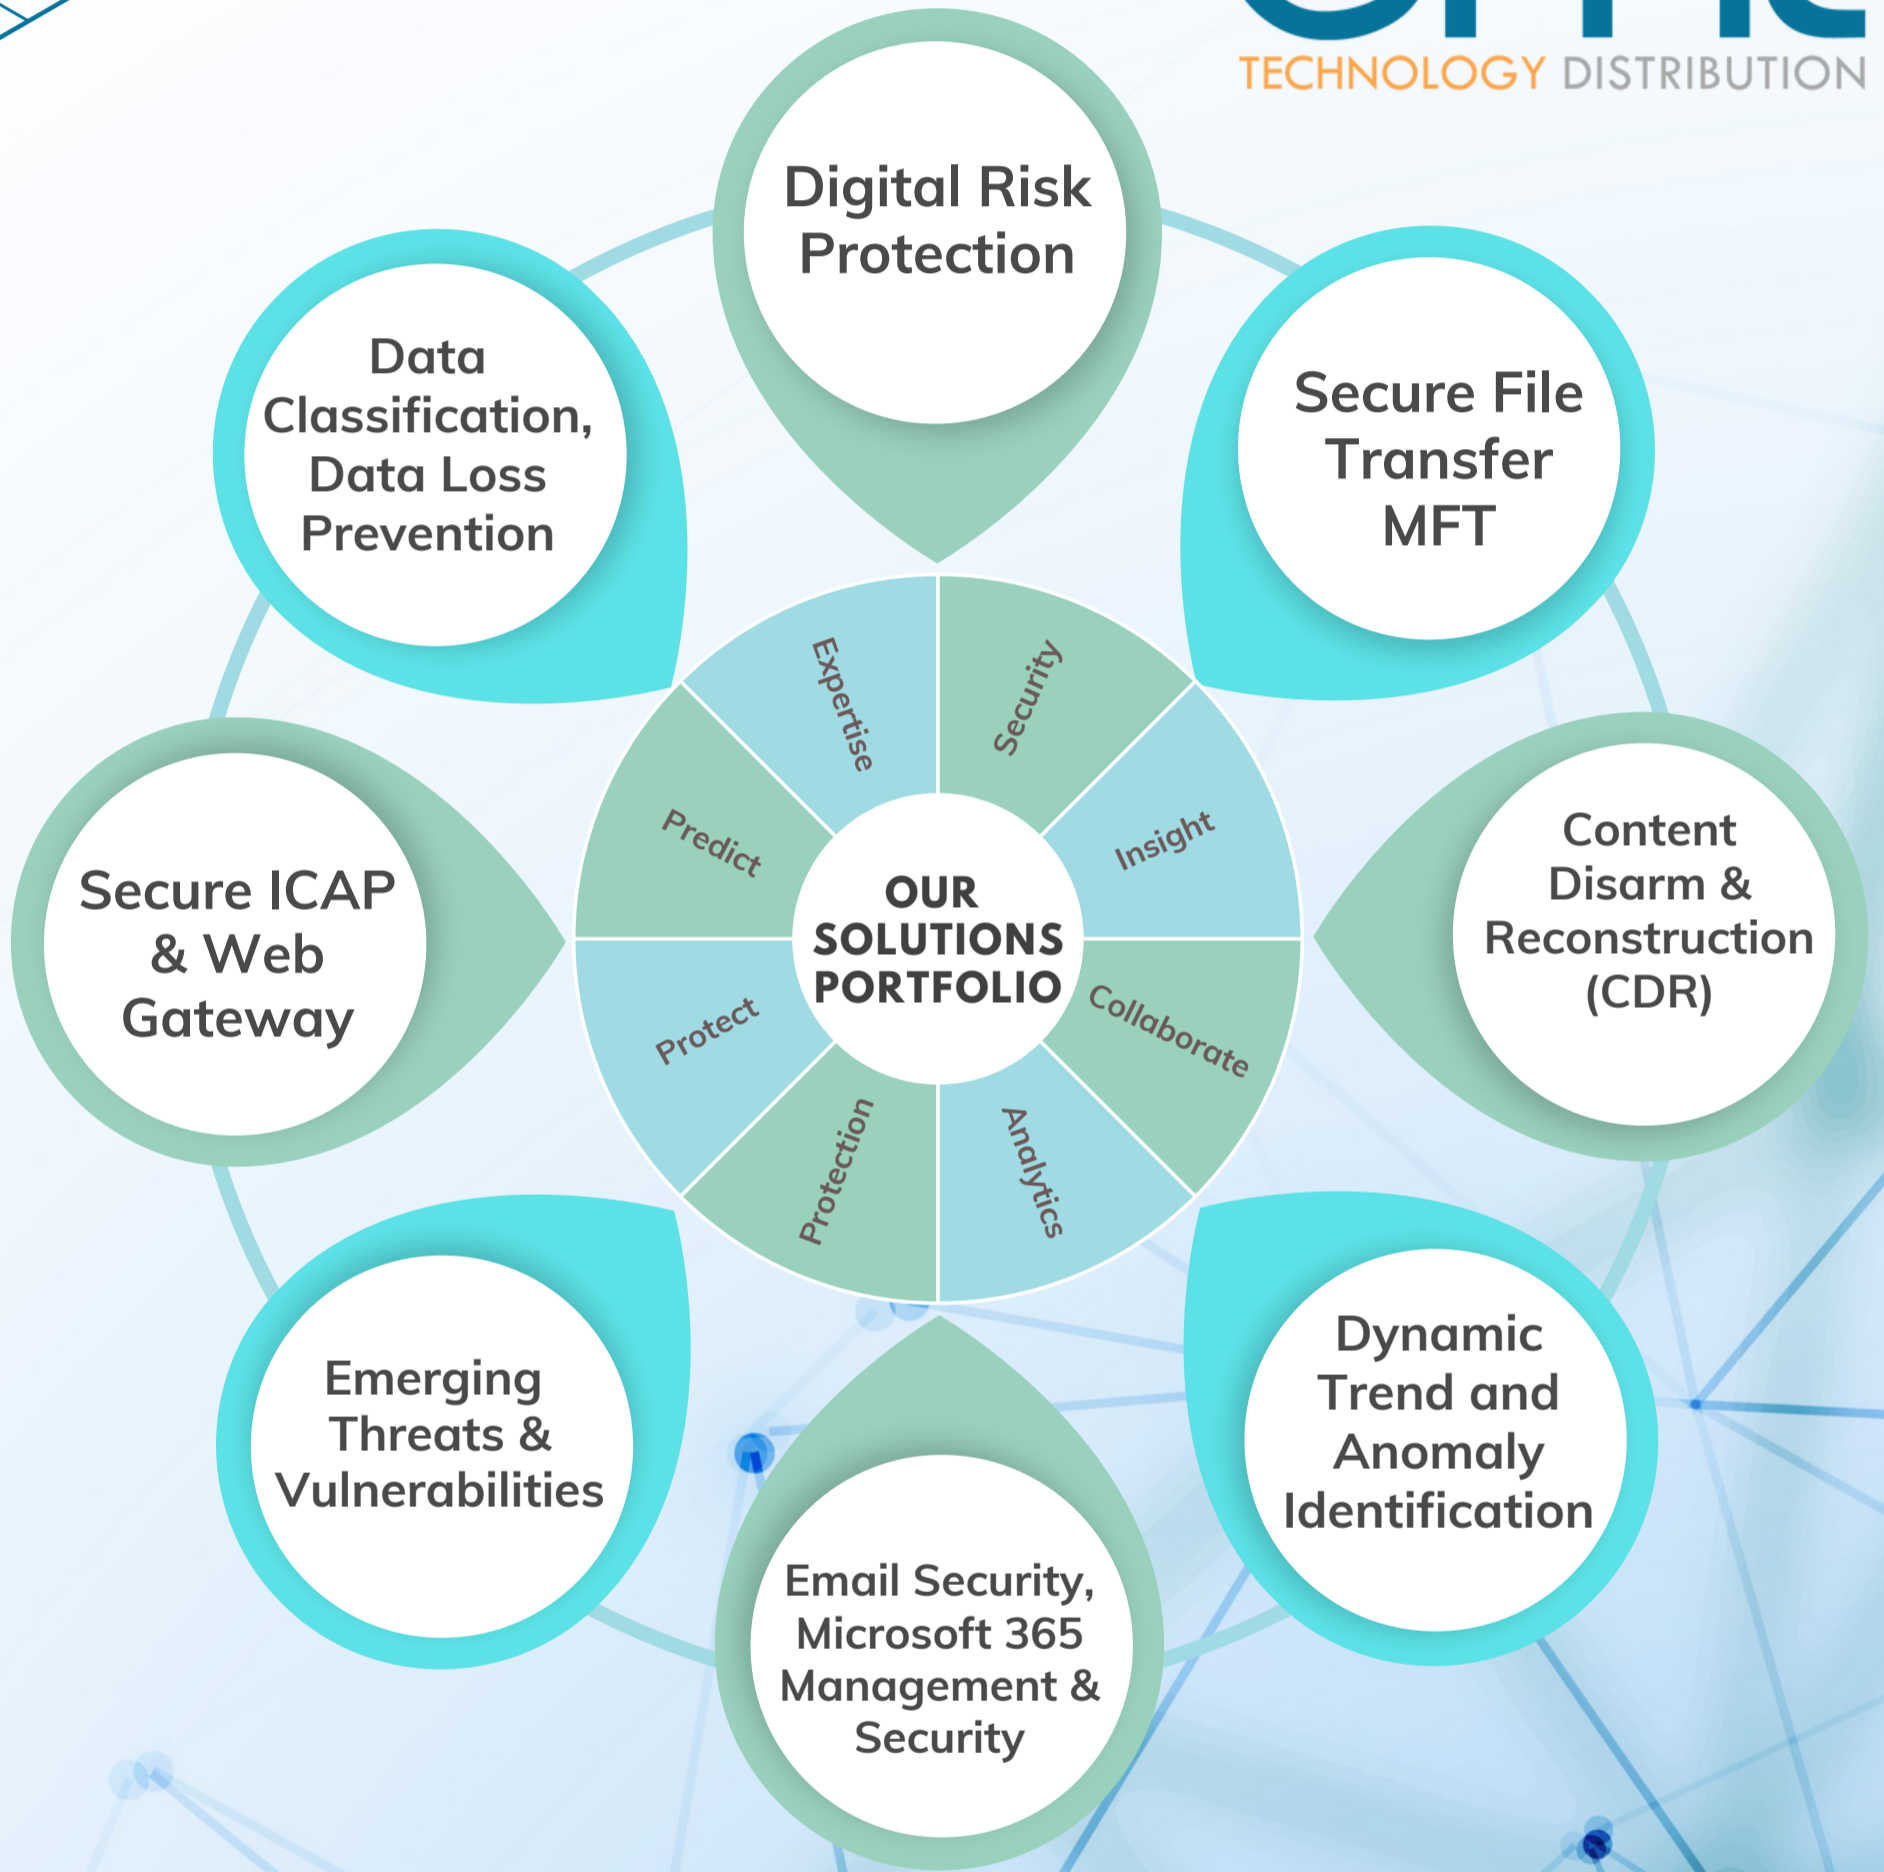 TECHNOLOGY DISTRIBUTION
Digital Risk
Protection
Secure File
Transfer
MFT
Content
Disarm &
Reconstruction
(CDR)
Dynamic
Trend and
Anomaly
Identification
Email Security,
Microsoft 365
Management &
Security
Emerging
Threats &
Vulnerabilities
Secure ICAP
& Web
Gateway
Data
Classification,
Data Loss
Prevention
Security
Insight
Collaborate
Analytics
Protection
Protect
Predict
Expertise
OUR
SOLUTIONS
PORTFOLIO